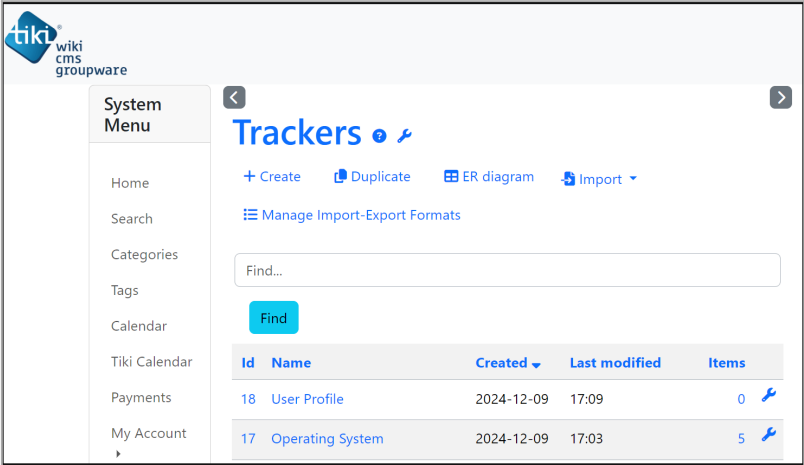 tiki®
wiki
cms
groupware
System
Menu
Home
Search
Categories
Tags
Calendar
Tiki Calendar
Payments
My Account
Trackers
Create
Duplicate
ER diagram
Import
Manage Import-Export Formats
Find...
Find
Id Name Created Last modified Items
18 User Profile 2024-12-09 17:09 0
17 Operating System 2024-12-09 17:03 5